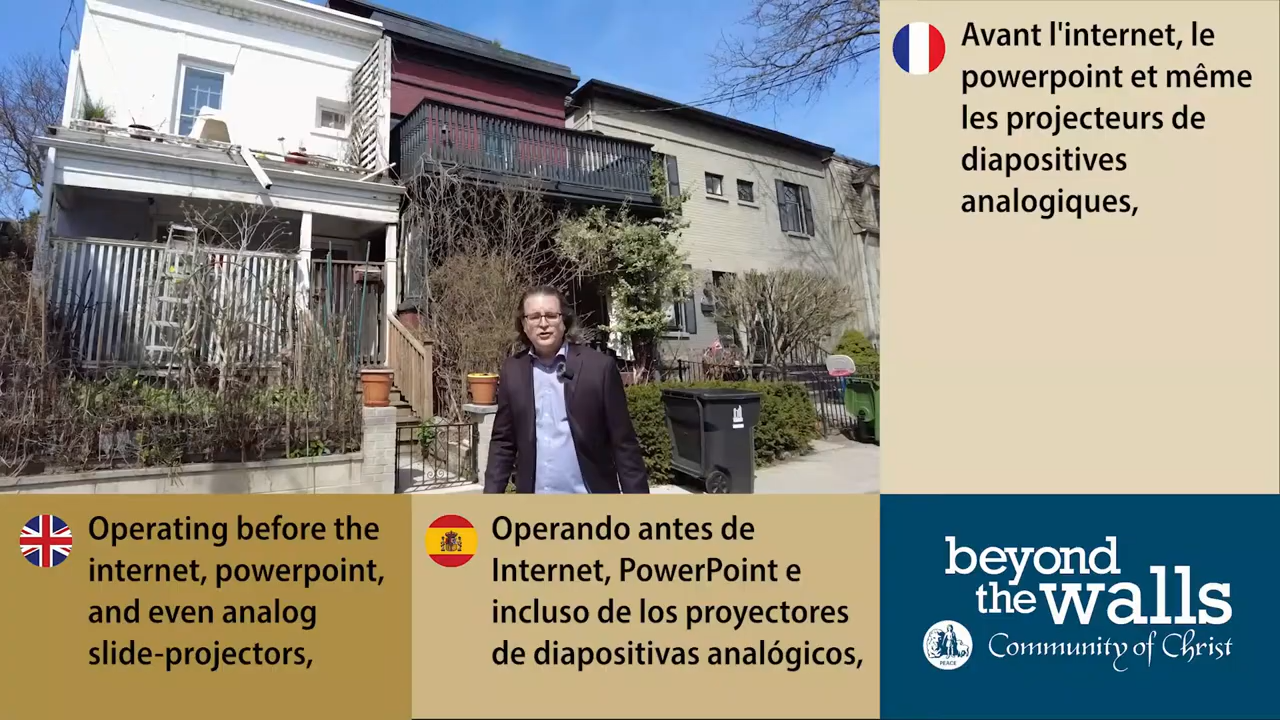 Avant l'internet, le
powerpoint et même
les projecteurs de
diapositives
analogiques,
Operating before the
internet, powerpoint,
and even analog
slide-projectors,
Operando antes de
Internet, PowerPoint e
incluso de los proyectores
de diapositivas analógicos,
beyond
the walls
PEACE
Community of Christ